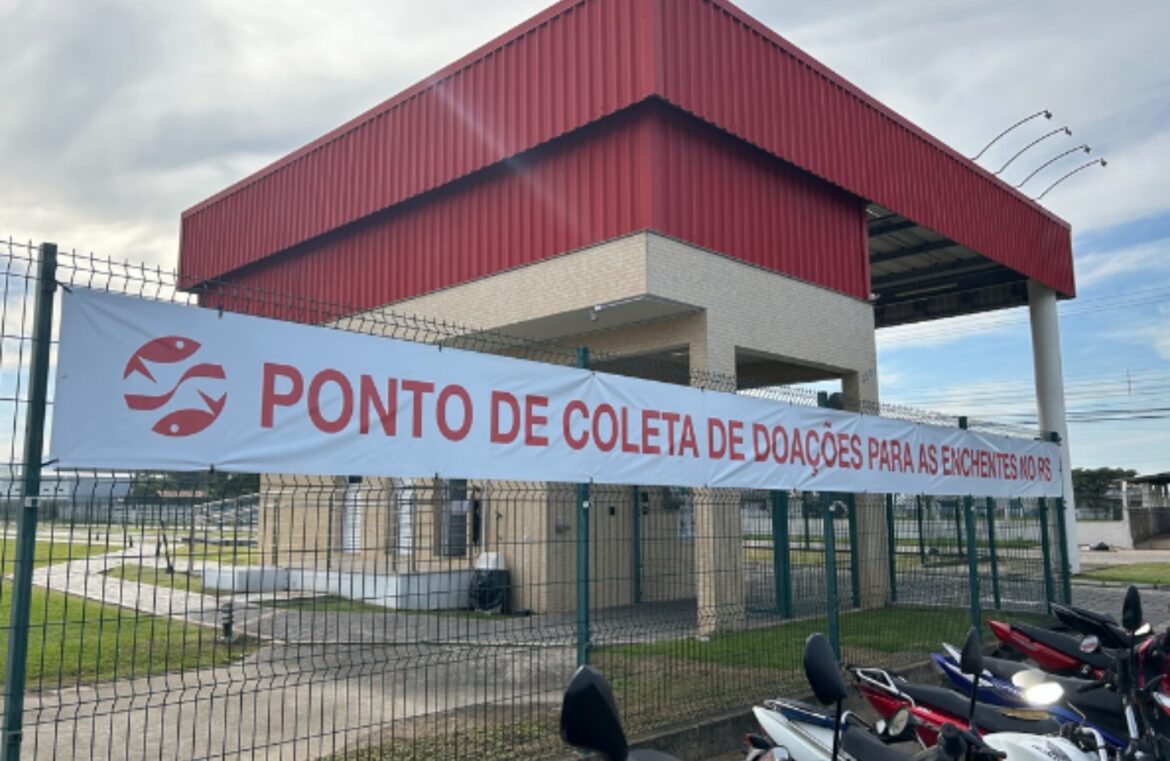 PONTO DE COLETA DE DOAÇÕES PARA AS ENCHENTES NO RS